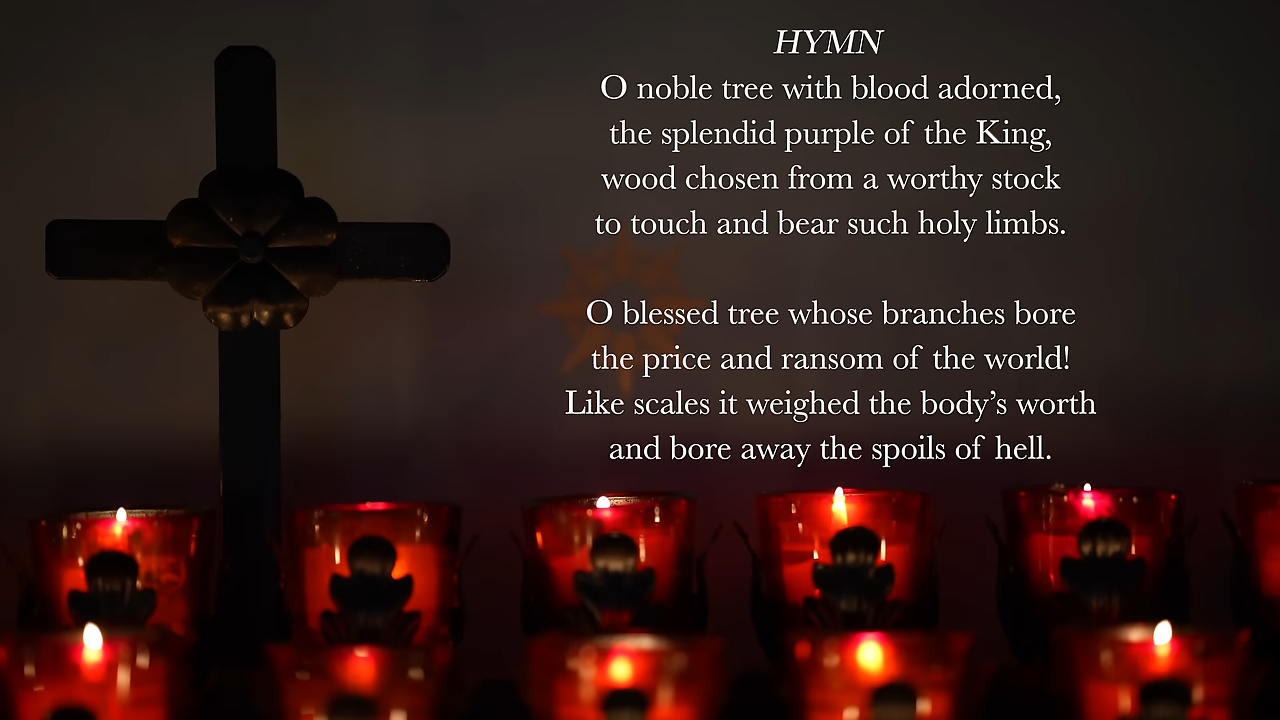 HYMN
O noble tree with blood adorned,
the splendid purple of the King,
wood chosen from a worthy stock
to touch and bear such holy limbs.
O blessed tree whose branches bore
the price and ransom of the world!
Like scales it weighed the body’s worth
and bore away the spoils of hell.